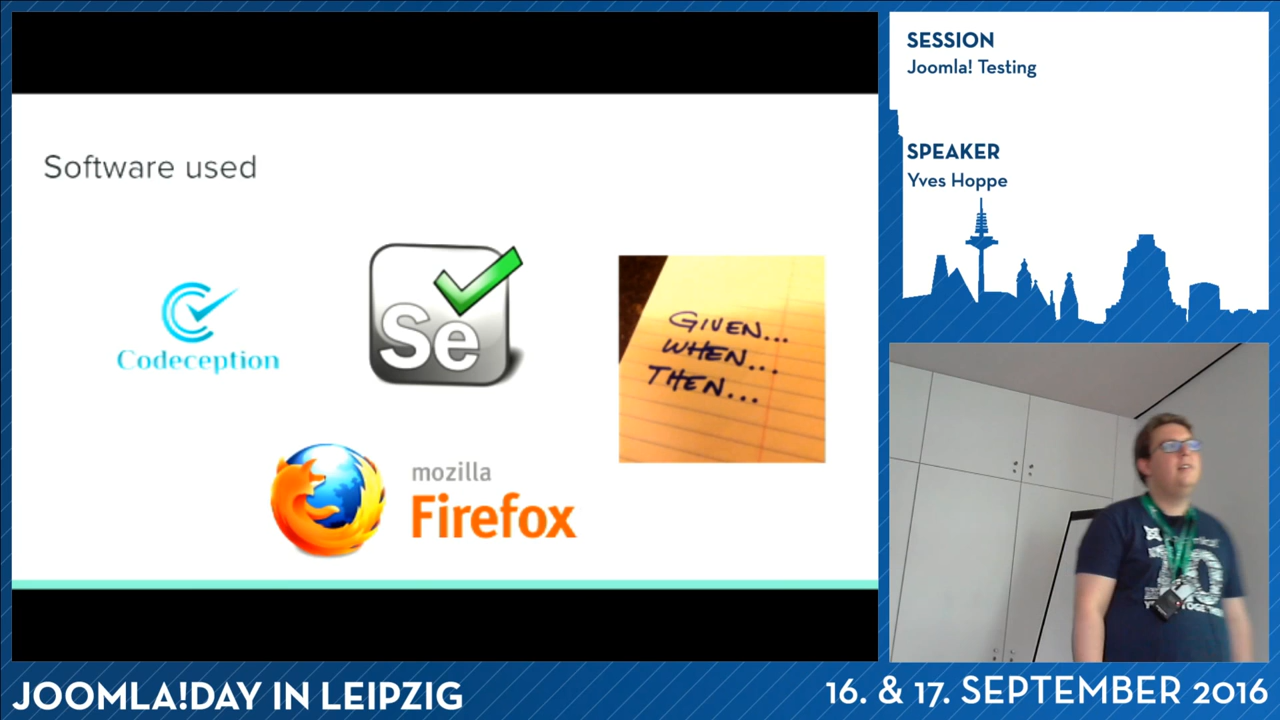 Software used
Codeception
Se
GIVEN...
WHEN...
THEN...
mozilla
Firefox
SESSION
Joomla! Testing
SPEAKER
Yves Hoppe
JOOMLA!DAY IN LEIPZIG
16. & 17. SEPTEMBER 2016